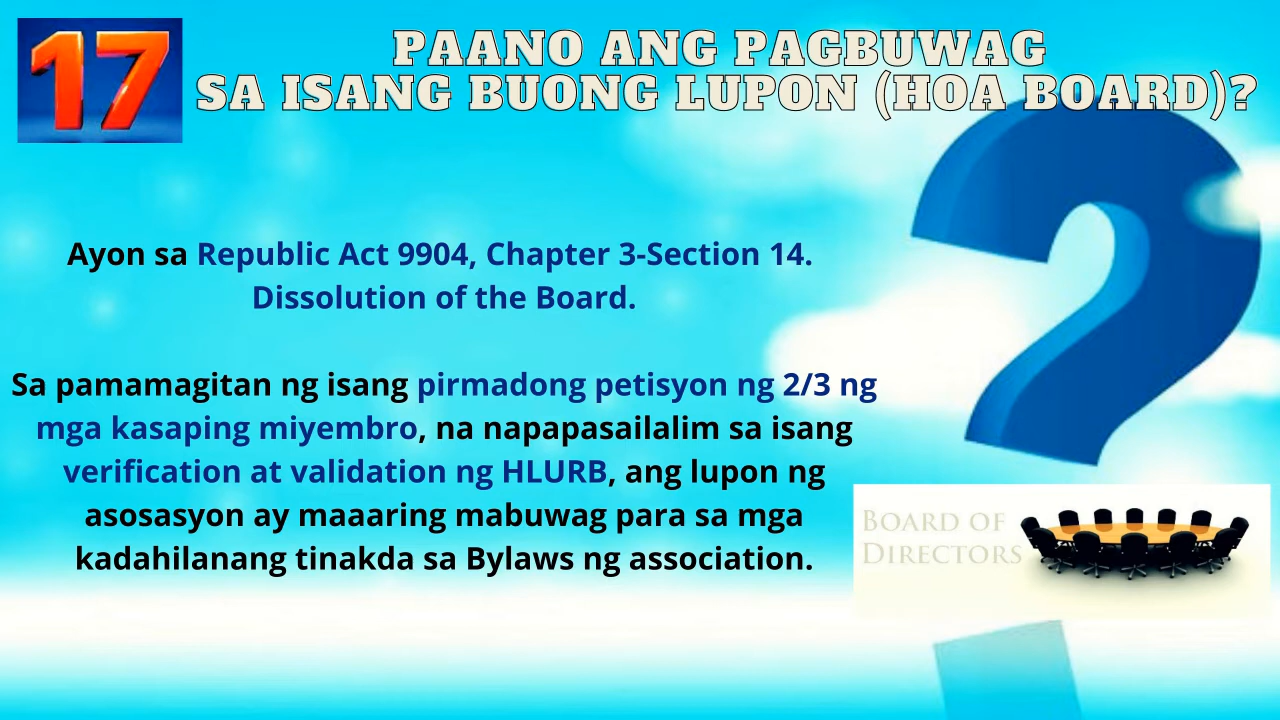 17
PAANO ANG PAGBUWAG
SA ISANG BUONG LUPON (HOA BOARD)?
Ayon sa Republic Act 9904, Chapter 3-Section 14.
Dissolution of the Board.
Sa pamamagitan ng isang pirmadong petisyon ng 2/3 ng
mga kasaping miyembro, na napapasailalim sa isang
verification at validation ng HLURB, ang lupon ng
asosasyon ay maaaring mabuwag para sa mga
kadahilanang tinakda sa Bylaws ng association.
BOARD OF
DIRECTORS